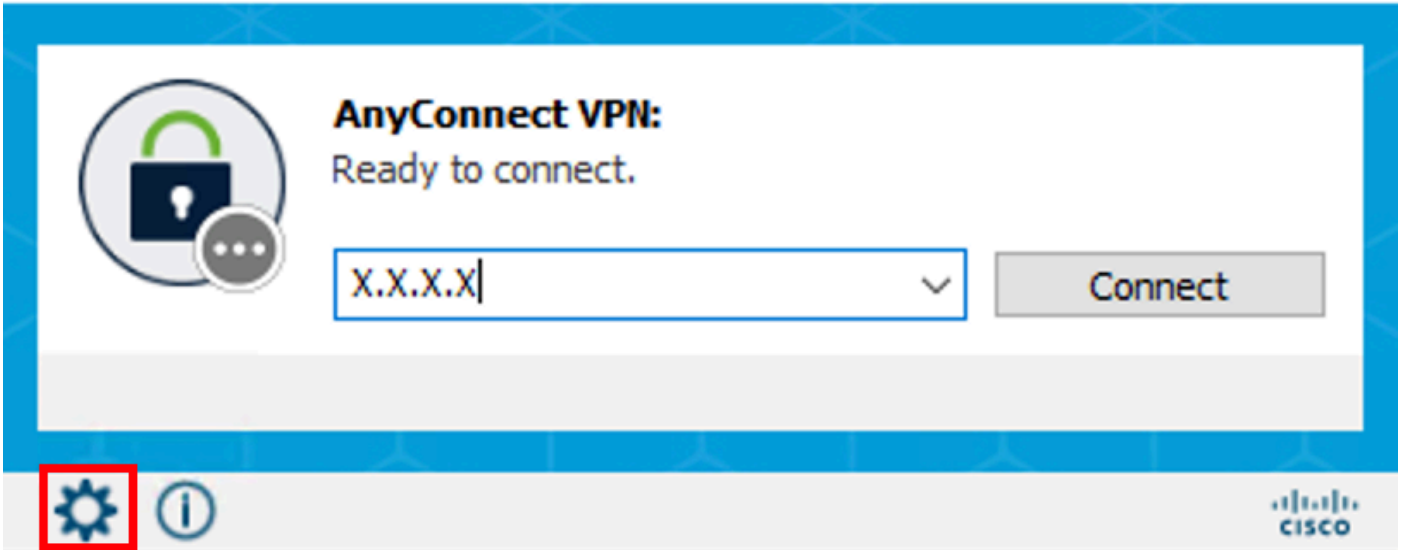 AnyConnect VPN:
Ready to connect.
X.X.X.X
Connect
CISCO